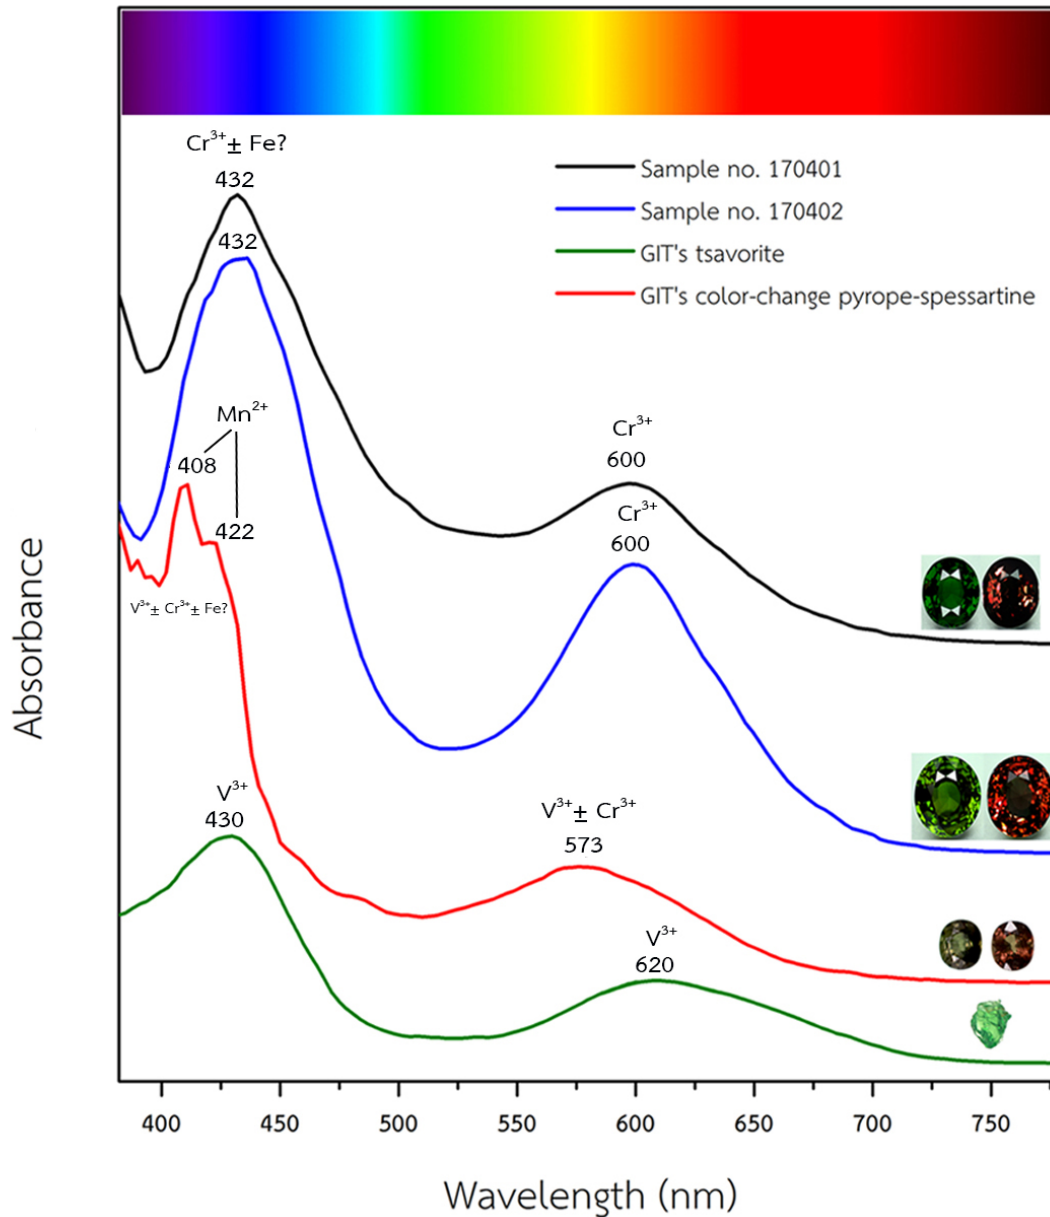 Cr³⁺± Fe?
432
432
Sample no. 170401
Sample no. 170402
GIT's tsavorite
GIT's color-change pyrope-spessartine
Mn²⁺
408
422
V³⁺± Cr³⁺± Fe?
Cr³⁺
600
Cr³⁺
600
V³⁺
430
V³⁺± Cr³⁺
573
V³⁺
620
Absorbance
400 450 500 550 600 650 700 750
Wavelength (nm)